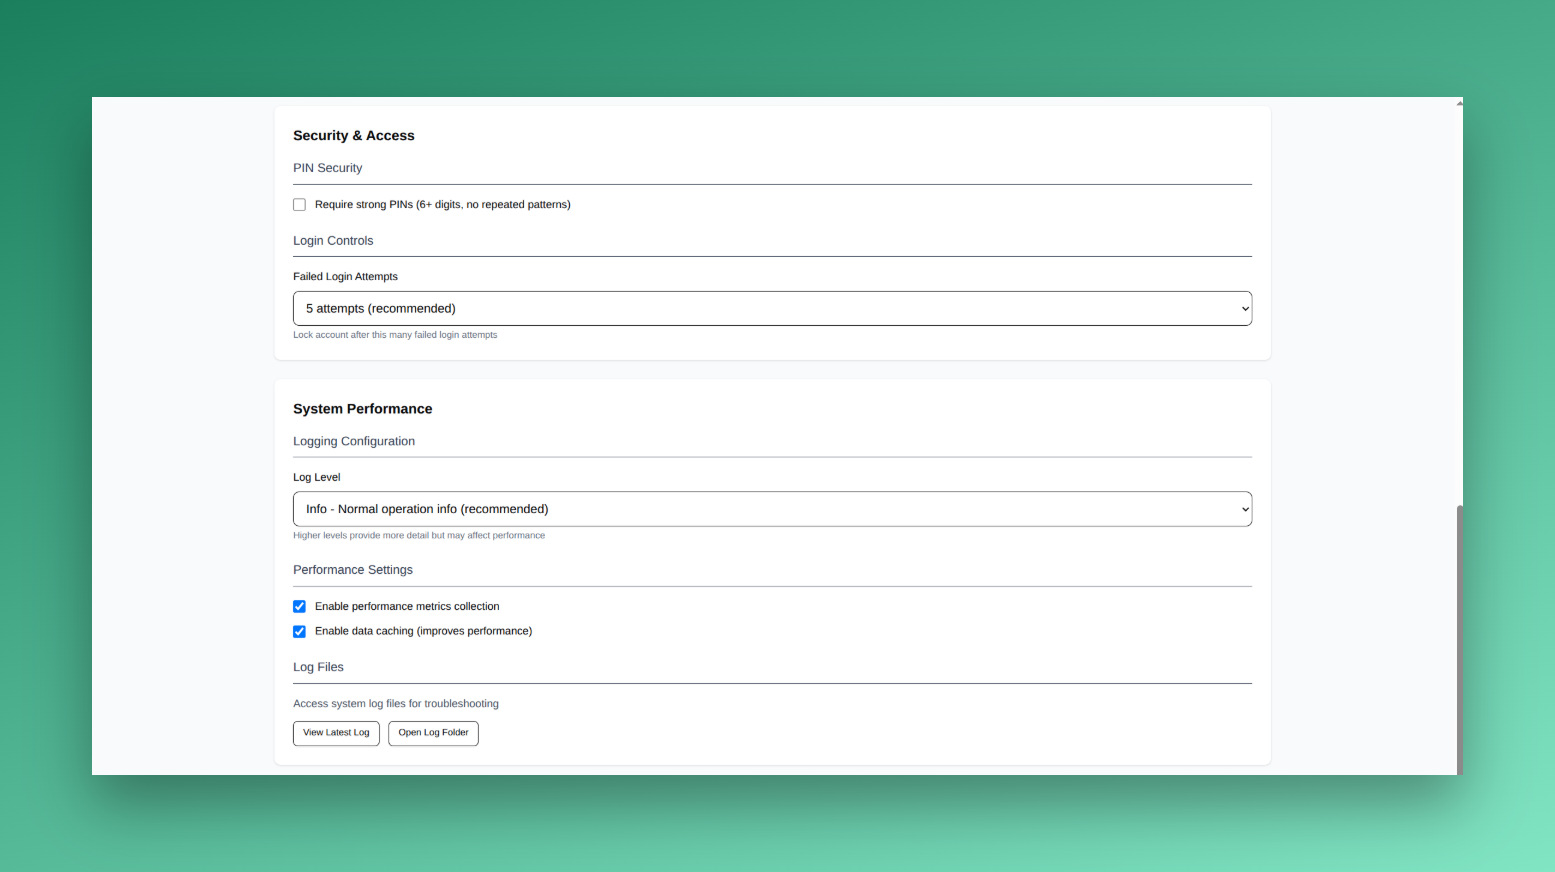 Security & Access
PIN Security
Require strong PINs (6+ digits, no repeated patterns)
Login Controls
Failed Login Attempts
5 attempts (recommended)
Lock account after this many failed login attempts
System Performance
Logging Configuration
Log Level
Info - Normal operation info (recommended)
Higher levels provide more detail but may affect performance
Performance Settings
Enable performance metrics collection
Enable data caching (improves performance)
Log Files
Access system log files for troubleshooting
View Latest Log
Open Log Folder